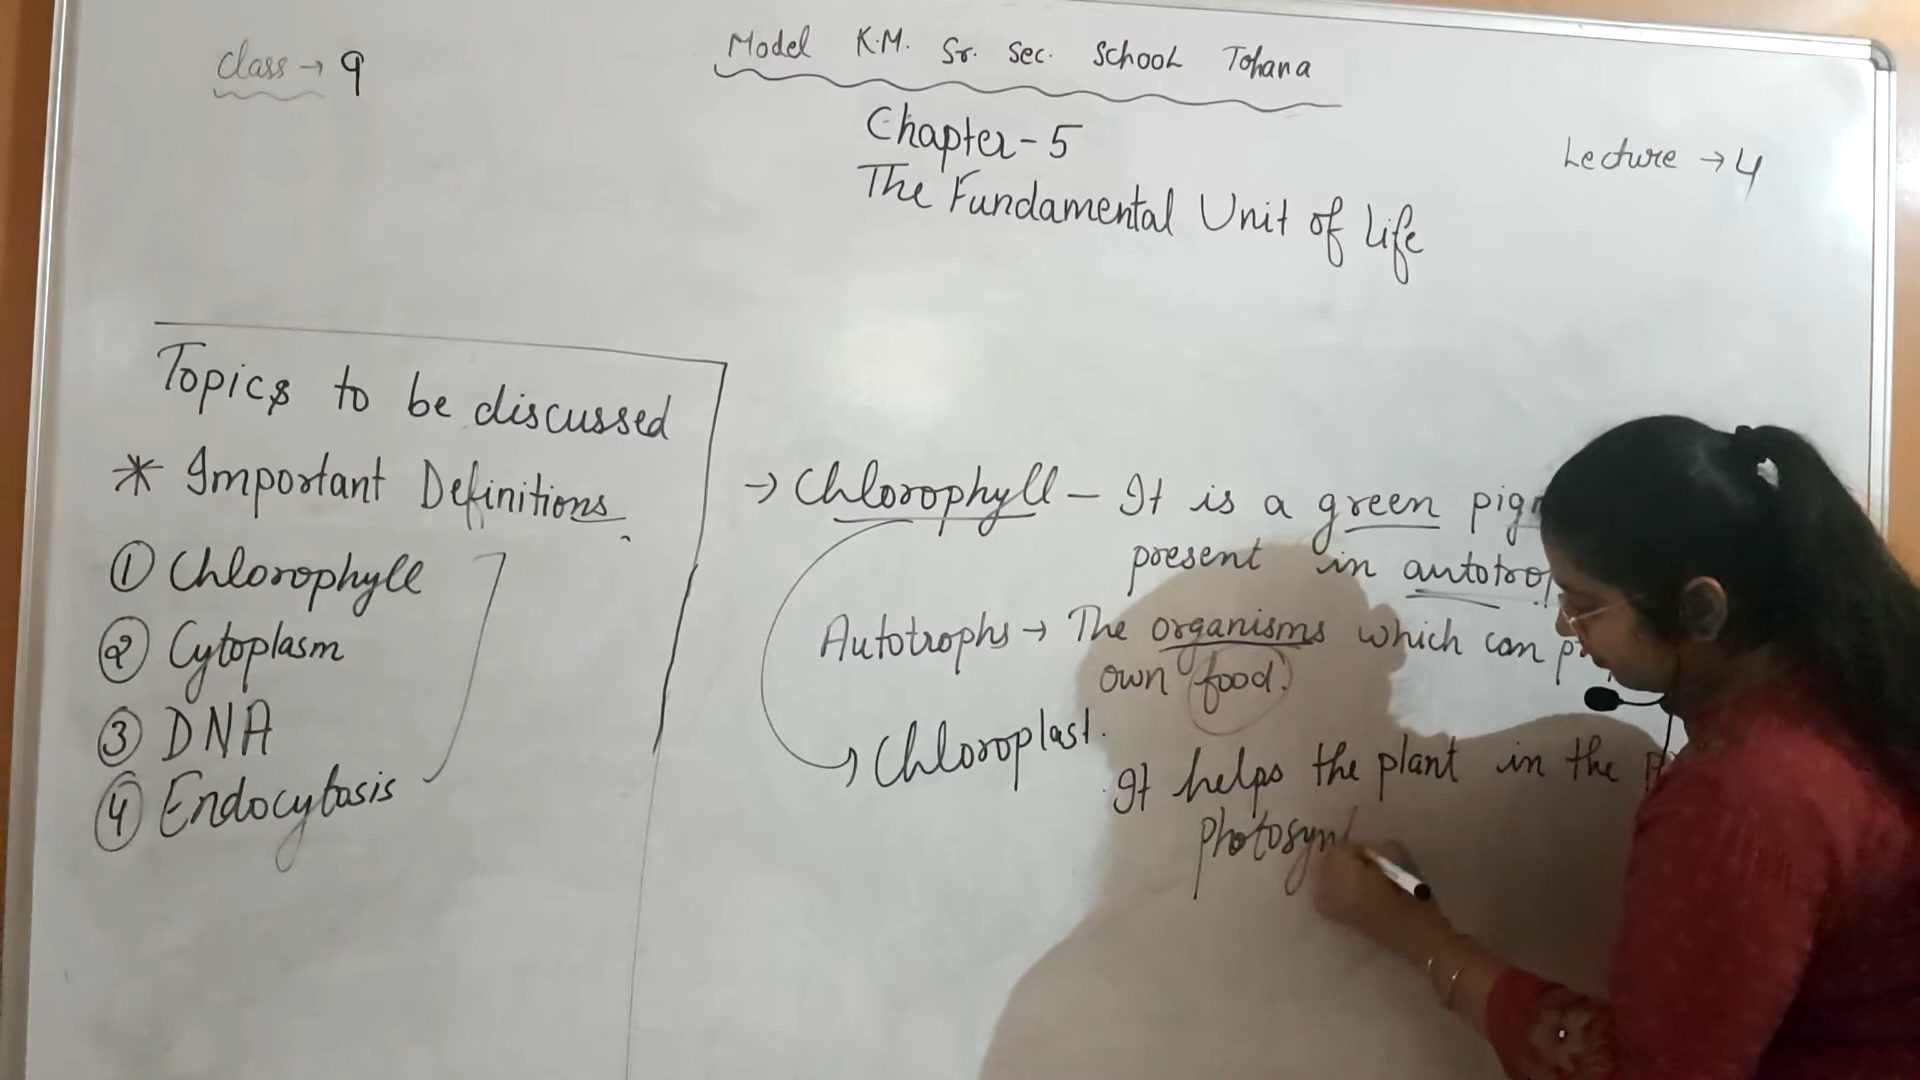 Class → 9
Model K.M. Sr. Sec. School Tohana
Chapter-5
Lecture → 4
The Fundamental Unit of Life
Topics to be discussed
* Important Definitions
① Chlorophyll
② Cytoplasm
③ DNA
④ Endocytosis
→ Chlorophyll – It is a green
present in
Autotrophs → The organisms which can
own food.
→ Chloroplast.
It helps the plant in the